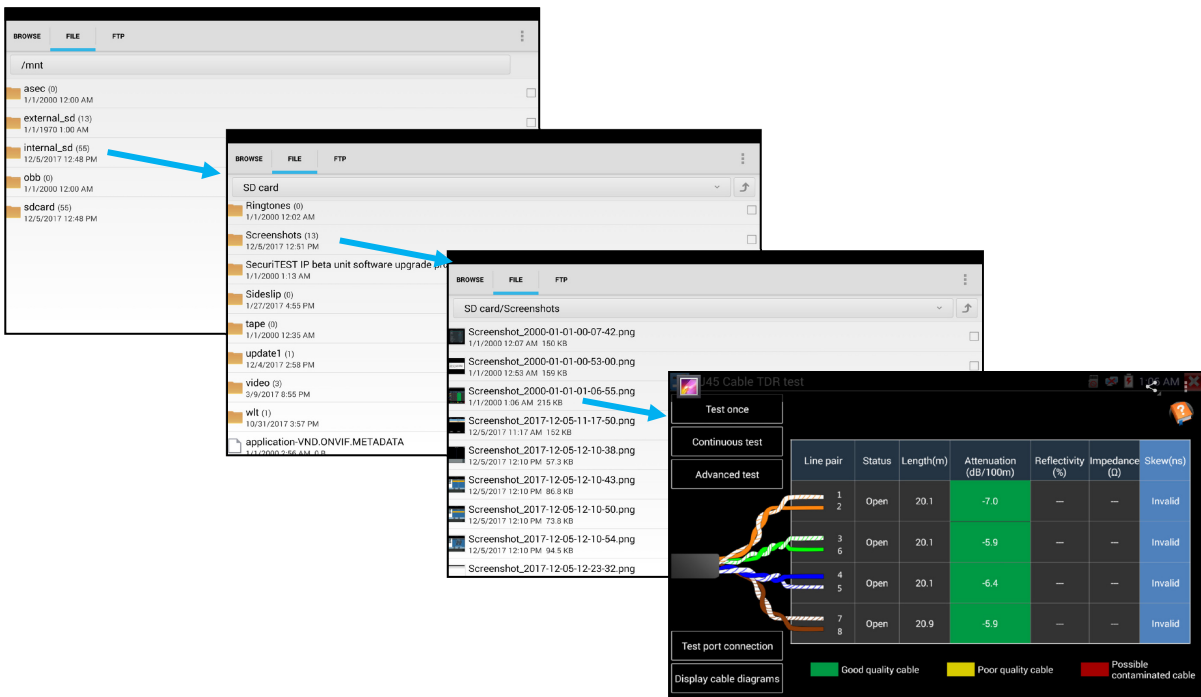 BROWSE FILE FTP
/mnt
asec (0)
1/1/2000 12:00 AM
external_sd (13)
1/1/1970 1:00 AM
internal_sd (55)
12/5/2017 12:48 PM
obb (0)
1/1/2000 12:00 AM
sdcard (55)
12/5/2017 12:48 PM
BROWSE FILE FTP
SD card
Ringtones (0)
1/1/2000 12:02 AM
Screenshots (13)
12/5/2017 12:51 PM
SecuriTEST IP beta unit software upgrade
1/1/2000 1:13 AM
Sideslip (0)
1/27/2017 4:55 PM
tape (0)
1/1/2000 12:35 AM
update1 (1)
12/4/2017 2:58 PM
video (3)
3/9/2017 8:55 PM
wlt (1)
10/31/2017 3:57 PM
application-VND.ONVIF.METADATA
1/1/2000 2:56 AM 0 B
BROWSE FILE FTP
SD card/Screenshots
Screenshot_2000-01-01-00-07-42.png
1/1/2000 12:07 AM 150 KB
Screenshot_2000-01-01-00-53-00.png
1/1/2000 12:53 AM 159 KB
Screenshot_2000-01-01-01-06-55.png
1/1/2000 1:06 AM 215 KB
Screenshot_2017-12-05-11-17-50.png
12/5/2017 11:17 AM 152 KB
Screenshot_2017-12-05-12-10-38.png
12/5/2017 12:10 PM 57.3 KB
Screenshot_2017-12-05-12-10-43.png
12/5/2017 12:10 PM 86.8 KB
Screenshot_2017-12-05-12-10-50.png
12/5/2017 12:10 PM 73.8 KB
Screenshot_2017-12-05-12-10-54.png
12/5/2017 12:10 PM 94.5 KB
Screenshot_2017-12-05-12-23-32.png
J45 Cable TDR test 1:06 AM
Test once
Continuous test
Advanced test
Test port connection
Display cable diagrams
Line pair Status Length(m) Attenuation (dB/100m) Reflectivity (%) Impedance (Ω) Skew(ns)
1 2 Open 20.1 -7.0 — — Invalid
3 6 Open 20.1 -5.9 — — Invalid
4 5 Open 20.1 -6.4 — — Invalid
7 8 Open 20.9 -5.9 — — Invalid
Good quality cable Poor quality cable Possible contaminated cable